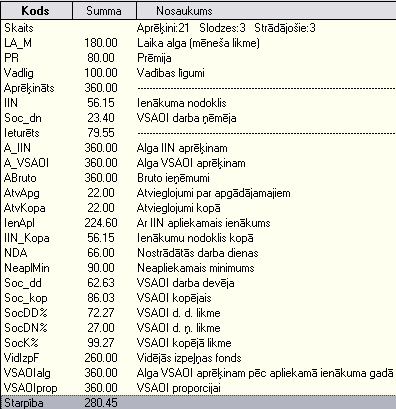 Kods Summa Nosaukums
Skaits Aprēķini:21 Slodzes:3 Strādājošie:3
LA_M 180.00 Laika alga (mēneša likme)
PR 80.00 Prēmija
Vadlig 100.00 Vadības līgumi
Aprēķināts 360.00
IIN 56.15 Ienākuma nodoklis
Soc_dn 23.40 VSAOI darba ņēmēja
Ieturēts 79.55
A_IIN 360.00 Alga IIN aprēķinam
A_VSAOI 360.00 Alga VSAOI aprēķinam
ABruto 360.00 Bruto ieņēmumi
AtvApg 22.00 Atvieglojumi par apgādājamajiem
AtvKopa 22.00 Atvieglojumi kopā
IenApl 224.60 Ar IIN apliekamais ienākums
IIN_Kopa 56.15 Ienākumu nodoklis kopā
NDA 66.00 Nostrādātās darba dienas
NeaplMin 90.00 Neapliekamais minimums
Soc_dd 62.63 VSAOI darba devēja
Soc_kop 86.03 VSAOI kopējais
SocDD% 72.27 VSAOI d. d. likme
SocDN% 27.00 VSAOI d. ņ. likme
SocK% 99.27 VSAOI kopējā likme
VidIzpF 260.00 Vidējās izpeļņas fonds
VSAOIalg 360.00 Alga VSAOI aprēķinam pēc apliekamā ienākuma gadā
VSAOIprop 360.00 VSAOI proporcijai
Starpība 280.45